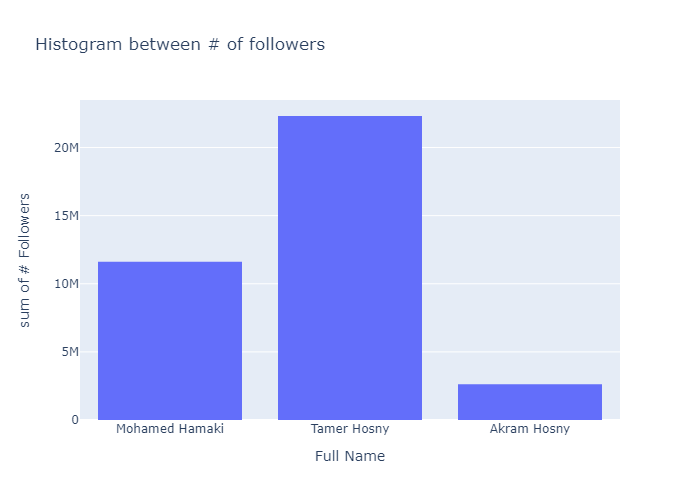 Histogram between # of followers
sum of # Followers
20M
15M
10M
5M
0
Mohamed Hamaki
Tamer Hosny
Akram Hosny
Full Name